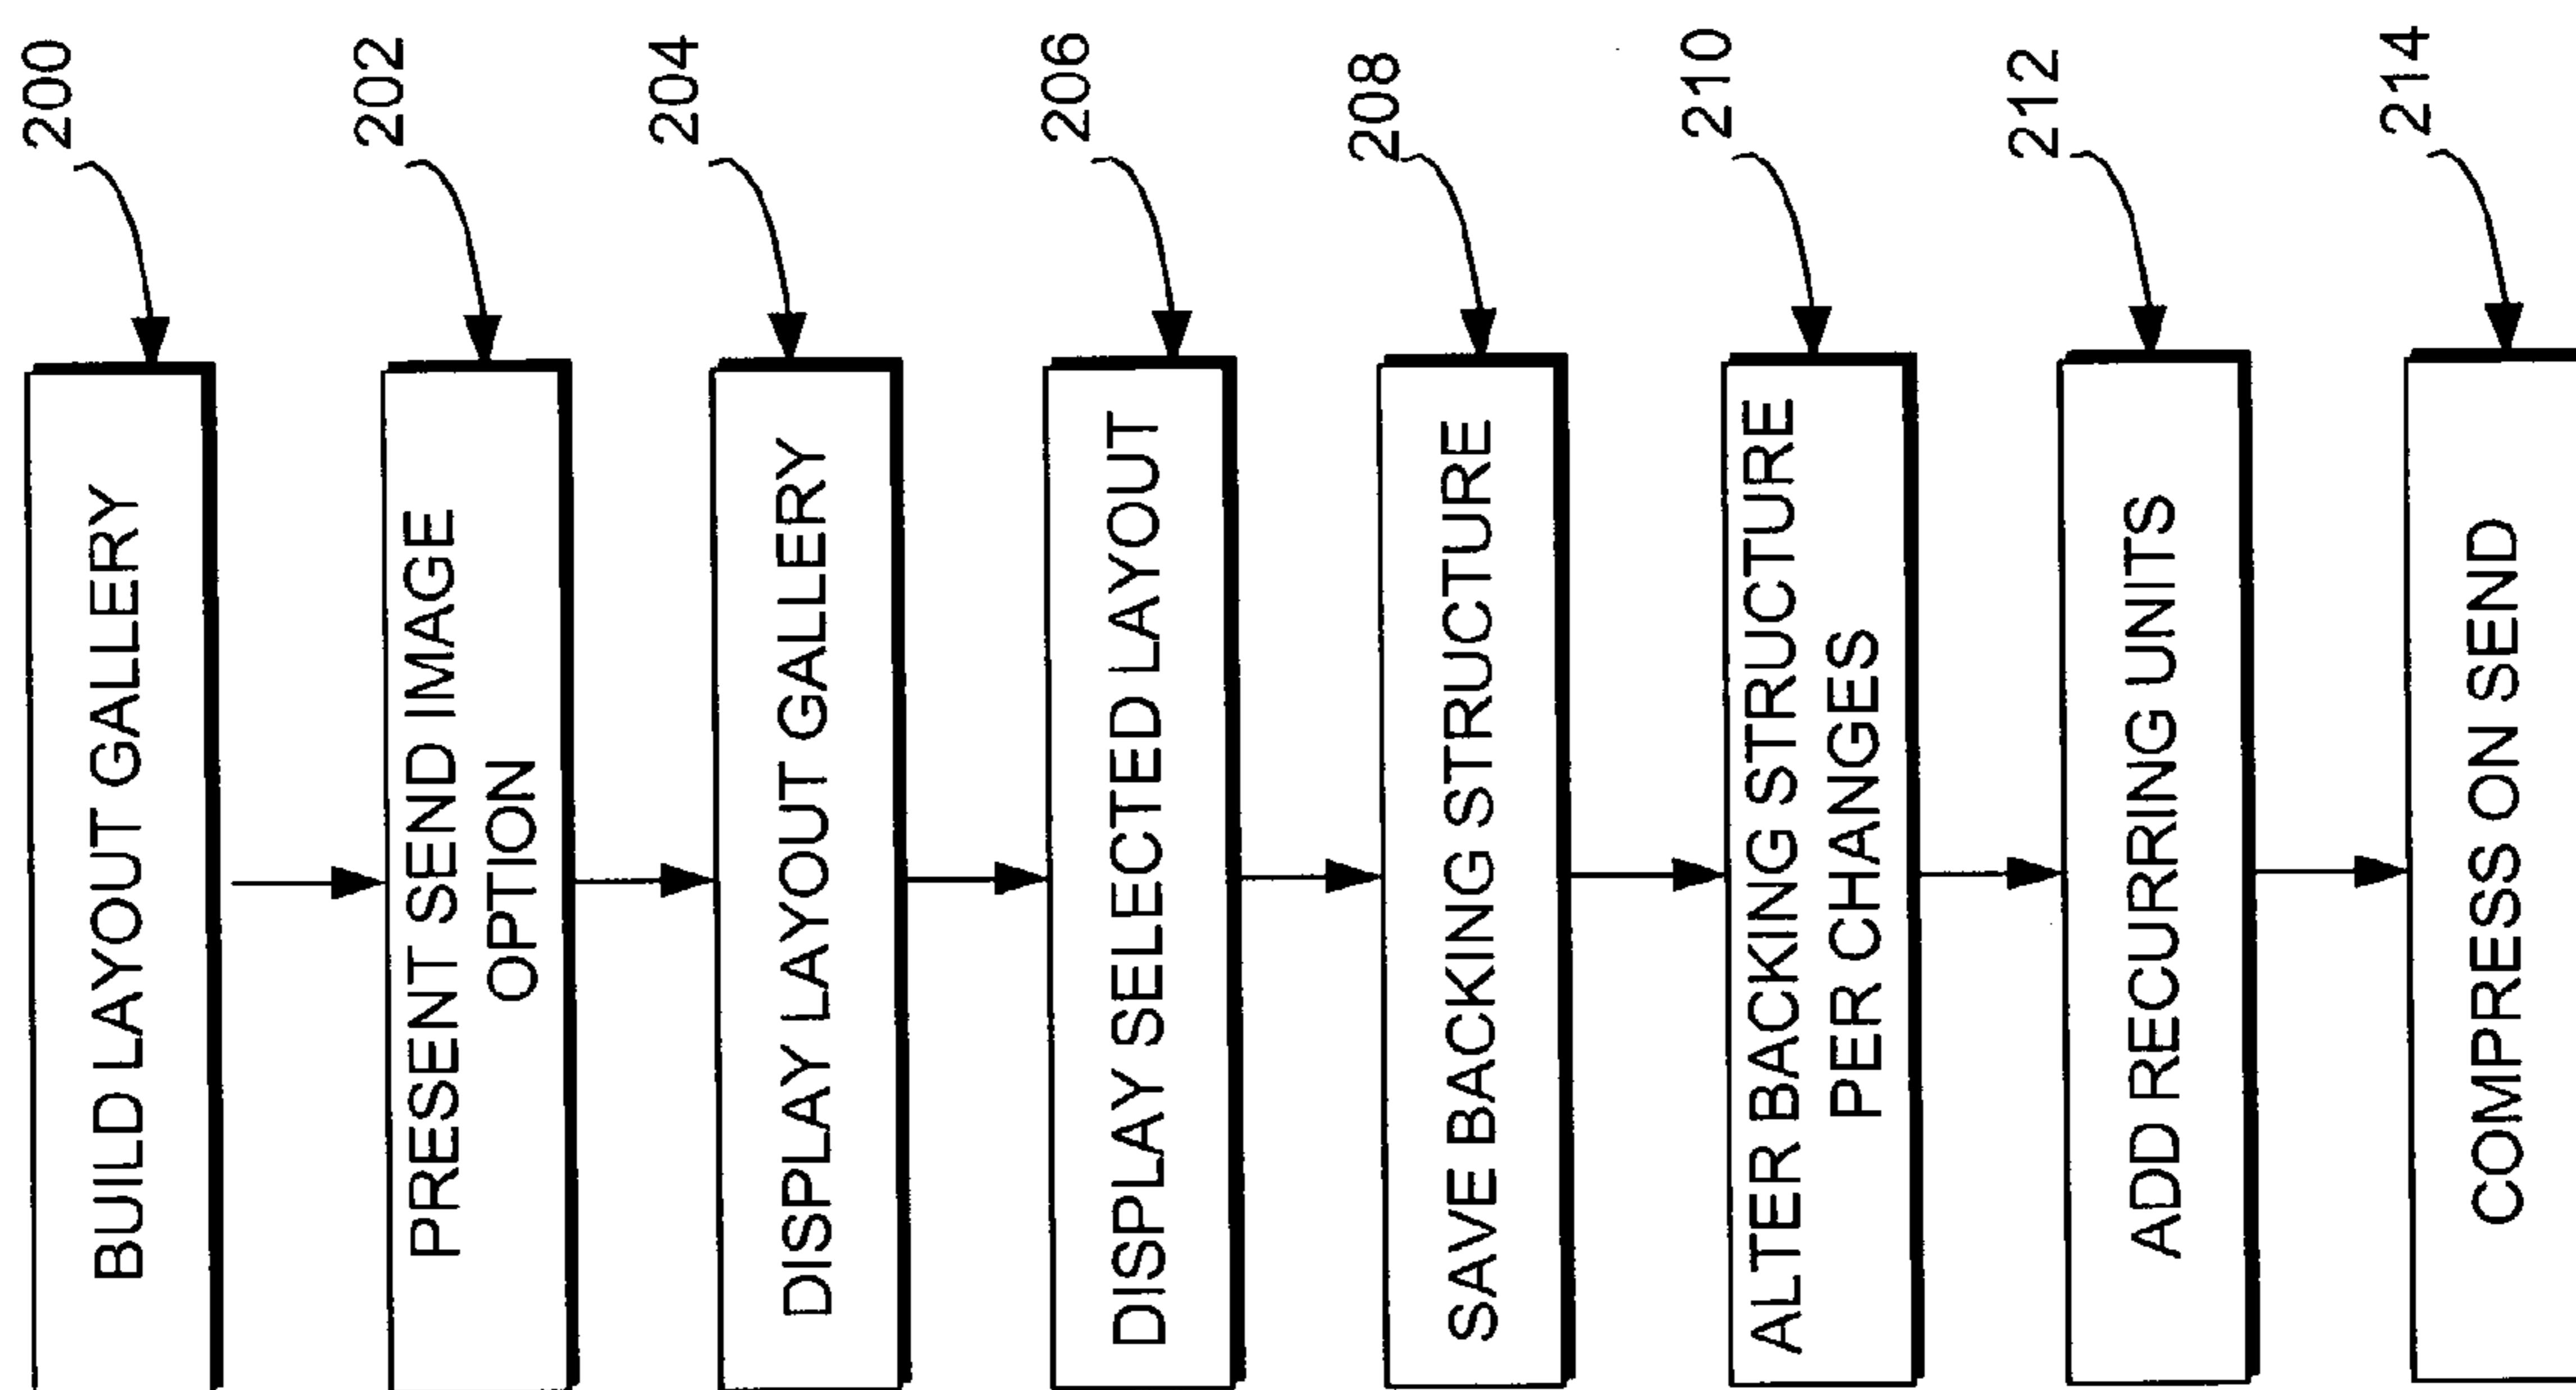 200
BUILD LAYOUT GALLERY
202
PRESENT SEND IMAGE
OPTION
204
DISPLAY LAYOUT GALLERY
206
DISPLAY SELECTED LAYOUT
208
SAVE BACKING STRUCTURE
210
ALTER BACKING STRUCTURE
PER CHANGES
212
ADD RECURRING UNITS
214
COMPRESS ON SEND